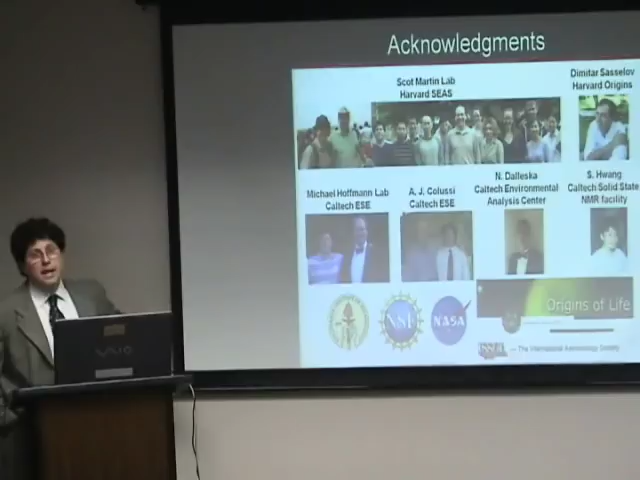 Acknowledgments
Scot Martin Lab
Harvard SEAS
Dimitar Sasselov
Harvard Origins
Michael Hoffmann Lab
Caltech ESE
A. J. Colussi
Caltech ESE
N. Dalleska
Caltech Environmental
Analysis Center
S. Hwang
Caltech Solid State
NMR facility
NSF
NASA
Origins of Life
The International Astrobiology Society
VAIO